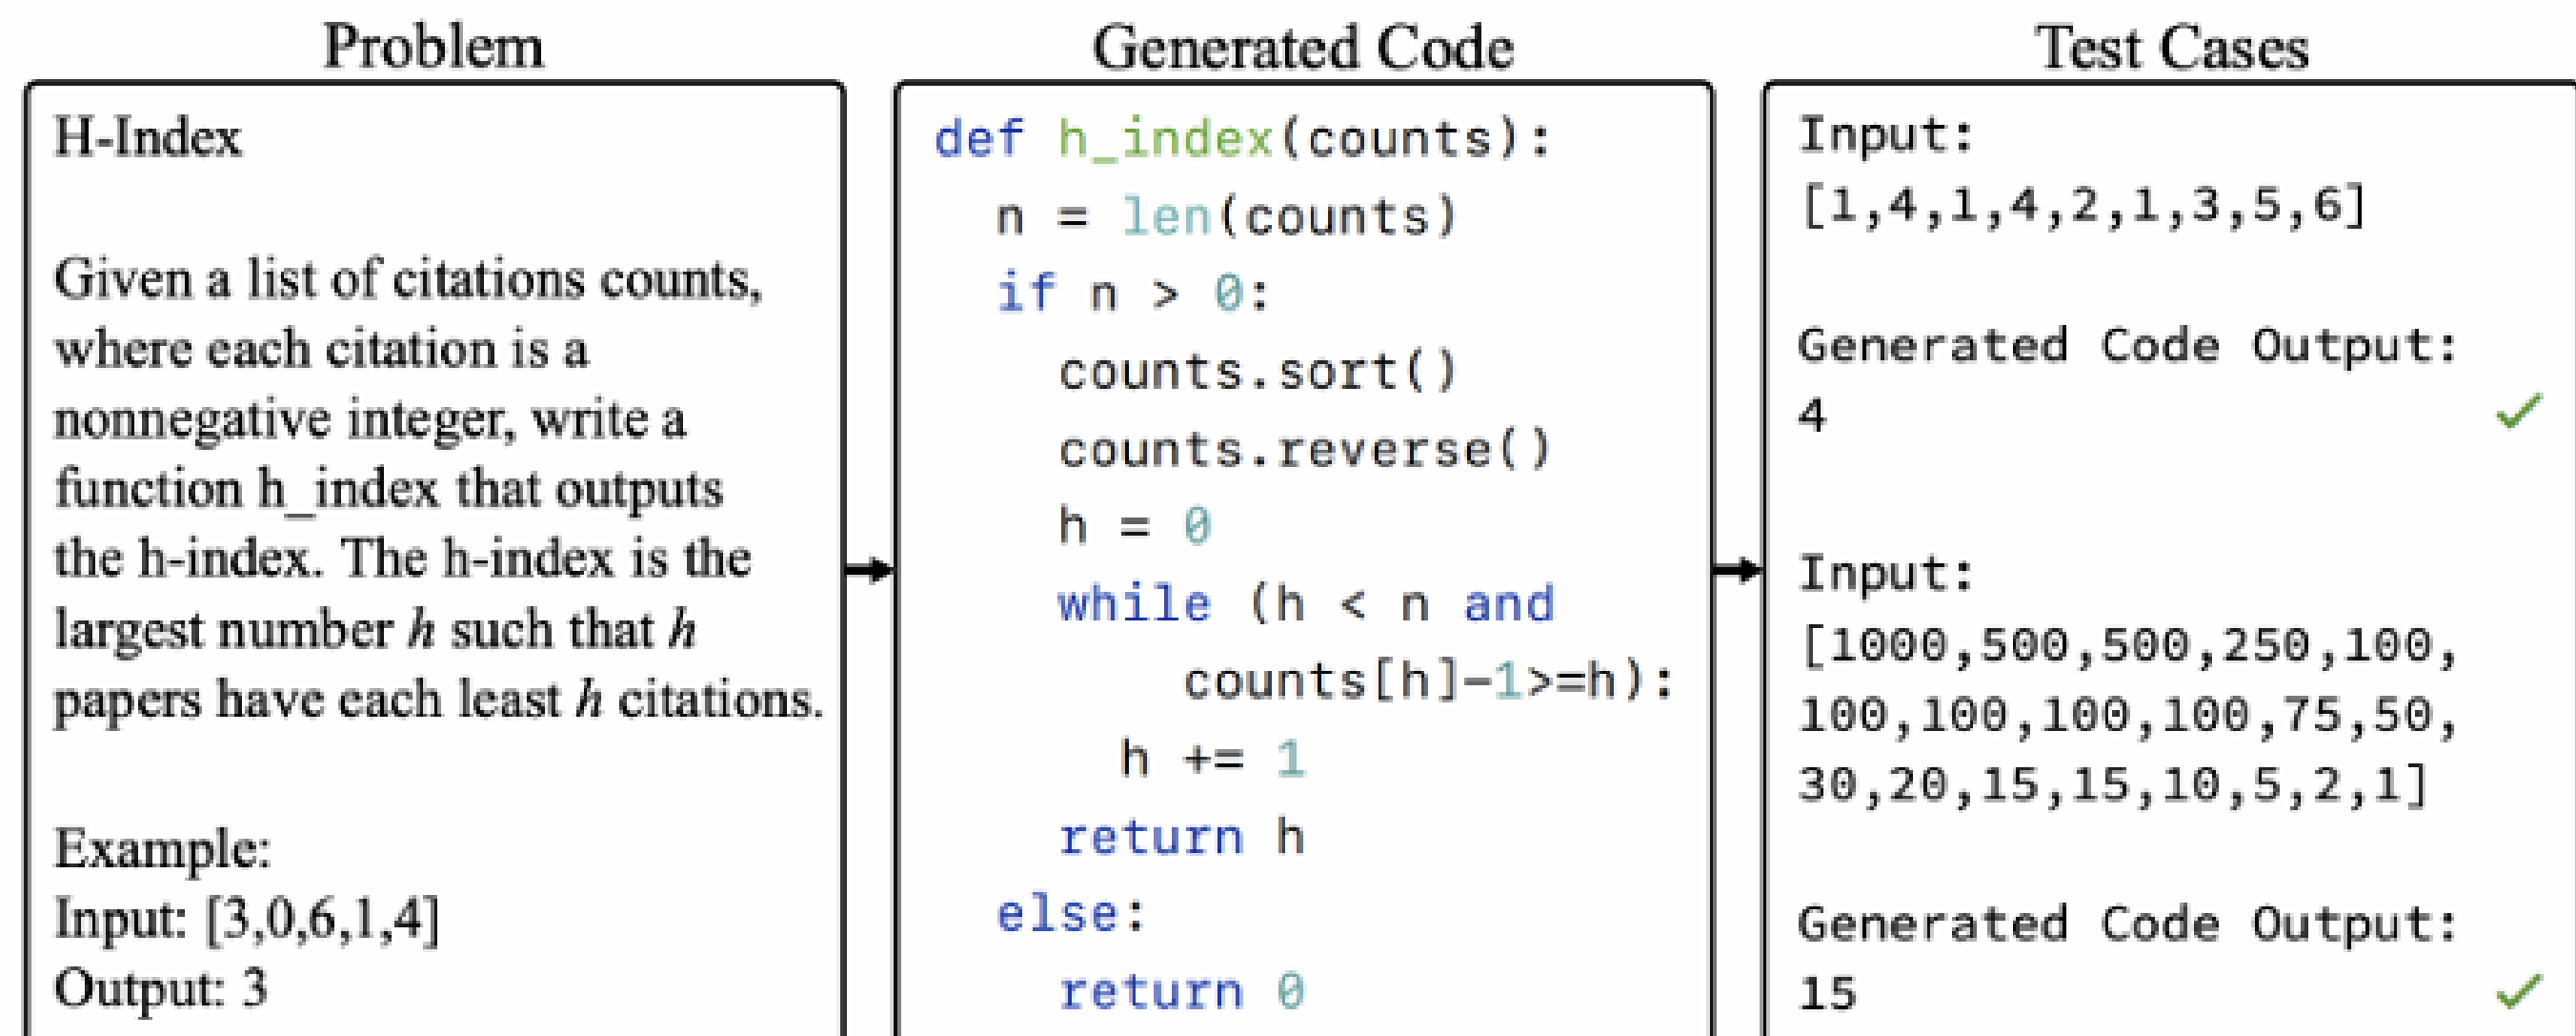 Problem
H-Index
Given a list of citations counts,
where each citation is a
nonnegative integer, write a
function h_index that outputs
the h-index. The h-index is the
largest number h such that h
papers have each least h citations.
Example:
Input: [3,0,6,1,4]
Output: 3
Generated Code
def h_index(counts):
n = len(counts)
if n > 0:
counts.sort()
counts.reverse()
h = 0
while (h < n and
counts[h]-1>=h):
h += 1
return h
else:
return 0
Test Cases
Input:
[1,4,1,4,2,1,3,5,6]
Generated Code Output:
4
Input:
[1000,500,500,250,100,
100,100,100,100,75,50,
30,20,15,15,10,5,2,1]
Generated Code Output:
15